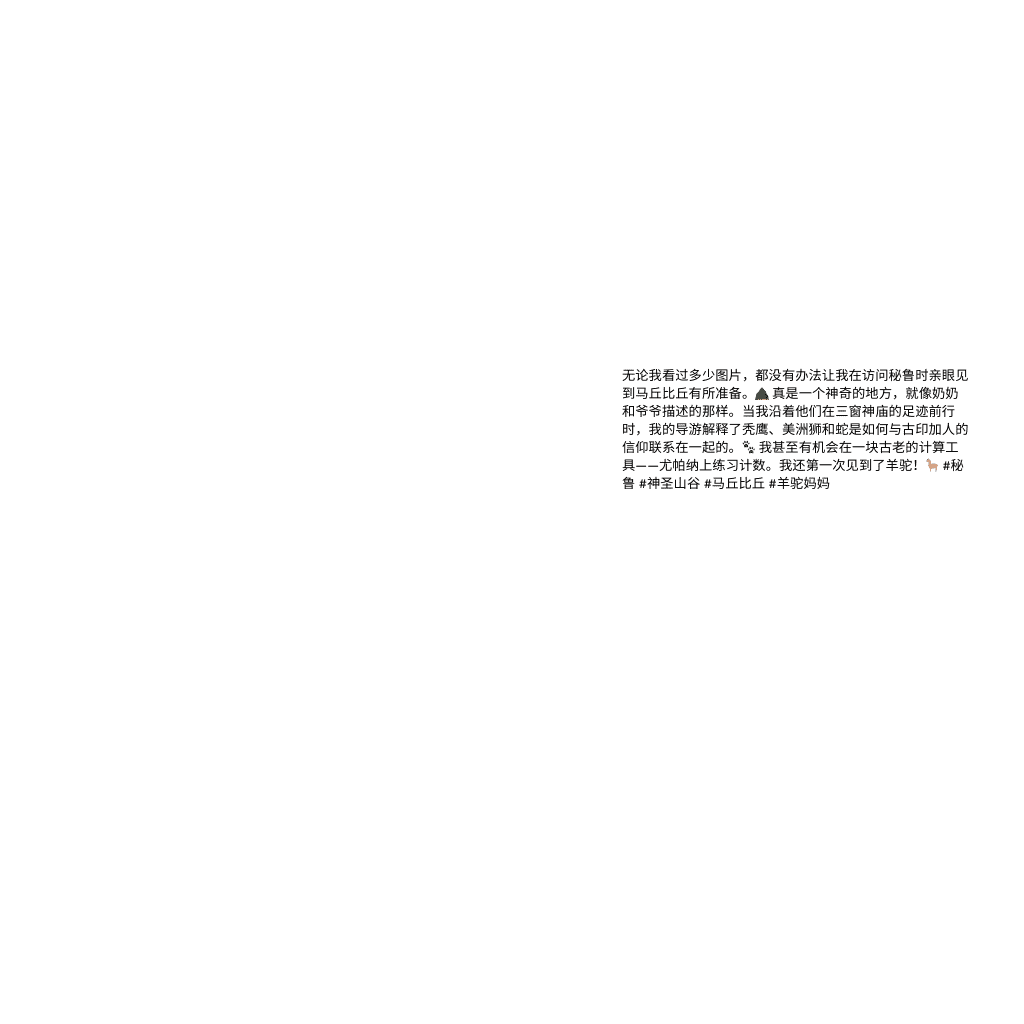 无论我看过多少图片，都没有办法让我在访问秘鲁时亲眼见
到马丘比丘有所准备。⛰️ 真是一个神奇的地方，就像奶奶
和爷爷描述的那样。当我沿着他们在三窗神庙的足迹前行
时，我的导游解释了秃鹰、美洲狮和蛇是如何与古印加人的
信仰联系在一起的。🐾 我甚至有机会在一块古老的计算工
具——尤帕纳上练习计数。我还第一次见到了羊驼！🦙 #秘
鲁 #神圣山谷 #马丘比丘 #羊驼妈妈